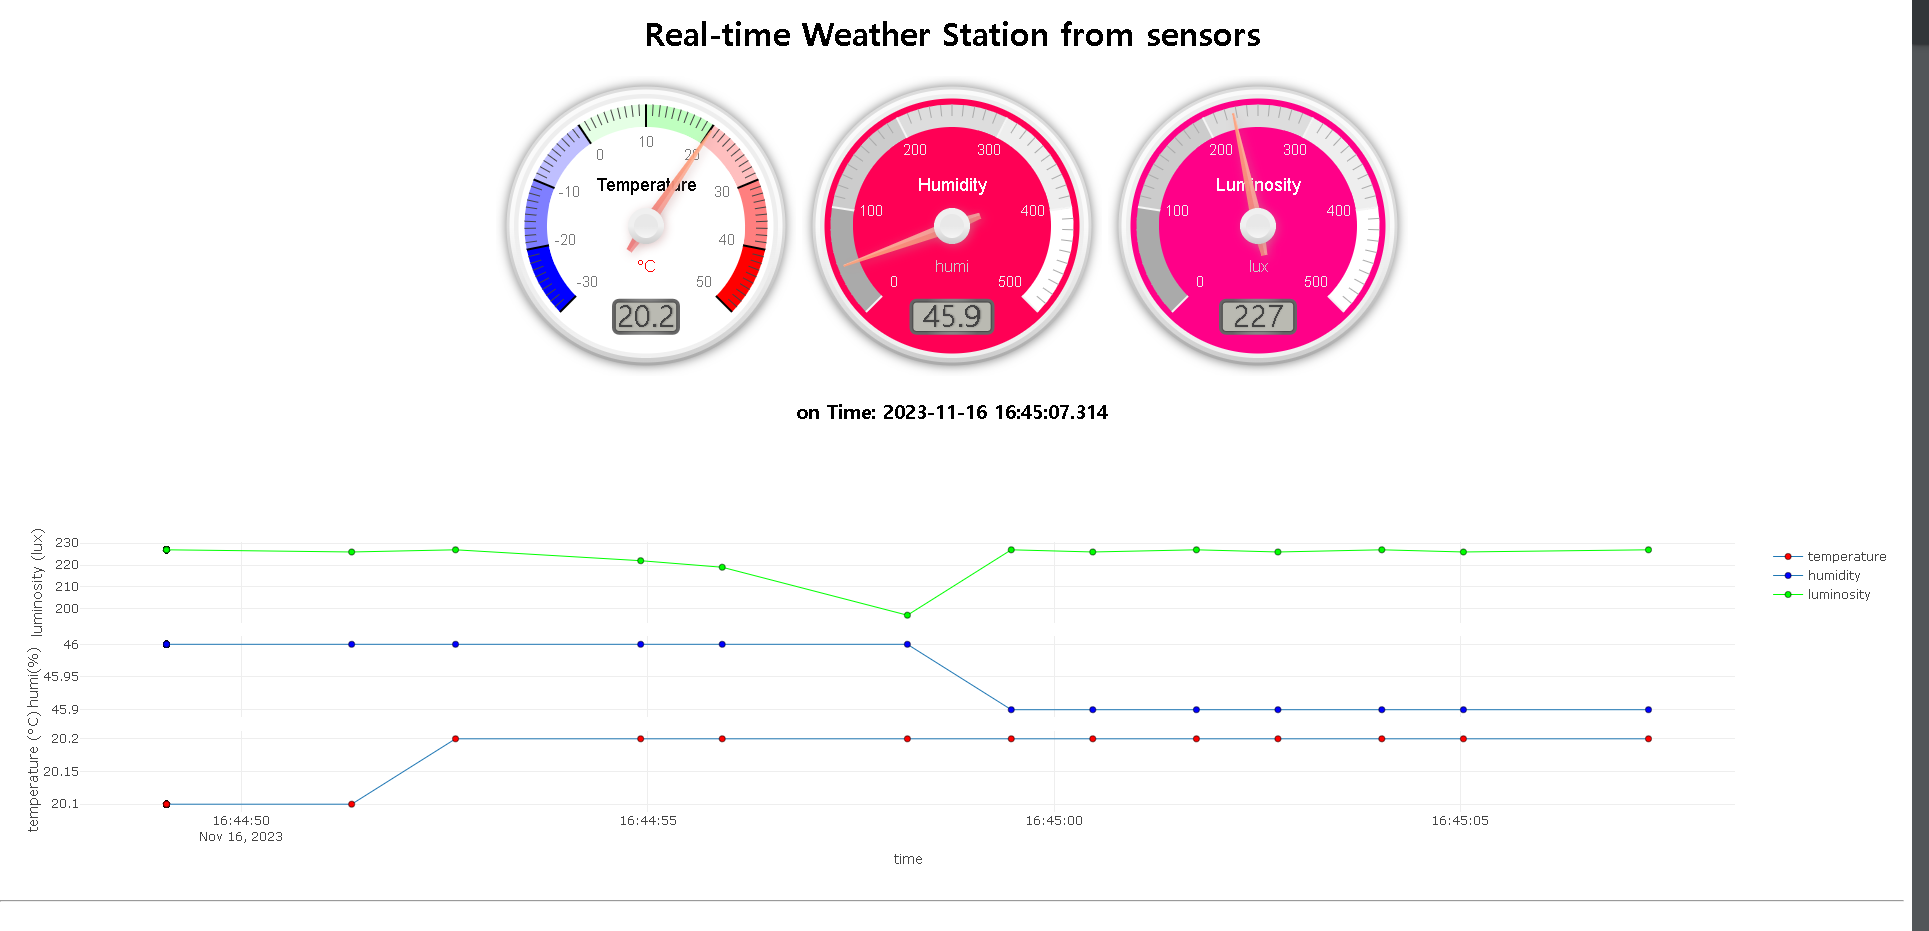 Real-time Weather Station from sensors
-30 -20 -10 0 10 20 30 40 50
Temperature
°C
20.2
0 100 200 300 400 500
Humidity
humi
45.9
0 100 200 300 400 500
Luminosity
lux
227
on Time: 2023-11-16 16:45:07.314
luminosity (lux)
230
220
210
200
humi(%)
46
45.95
45.9
temperature (°C)
20.2
20.15
20.1
16:44:50
Nov 16, 2023
16:44:55
16:45:00
16:45:05
time
temperature
humidity
luminosity